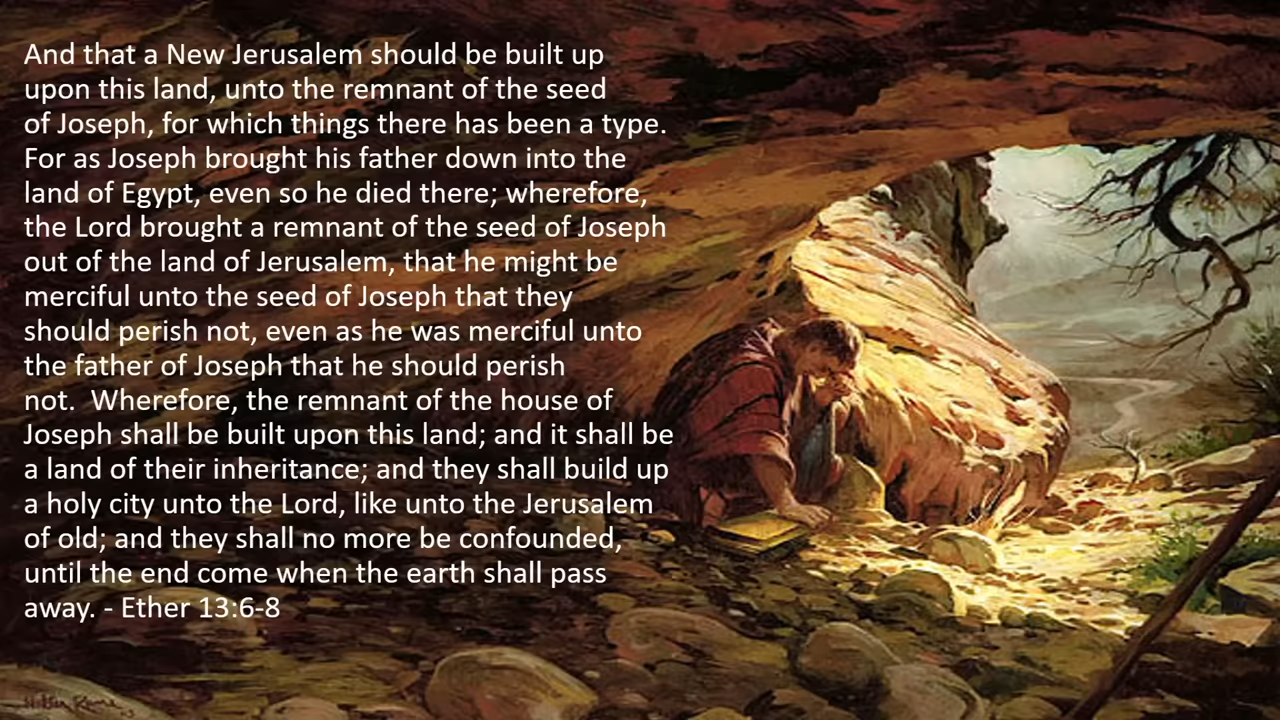 And that a New Jerusalem should be built up
upon this land, unto the remnant of the seed
of Joseph, for which things there has been a type.
For as Joseph brought his father down into the
land of Egypt, even so he died there; wherefore,
the Lord brought a remnant of the seed of Joseph
out of the land of Jerusalem, that he might be
merciful unto the seed of Joseph that they
should perish not, even as he was merciful unto
the father of Joseph that he should perish
not.  Wherefore, the remnant of the house of
Joseph shall be built upon this land; and it shall be
a land of their inheritance; and they shall build up
a holy city unto the Lord, like unto the Jerusalem
of old; and they shall no more be confounded,
until the end come when the earth shall pass
away. - Ether 13:6-8